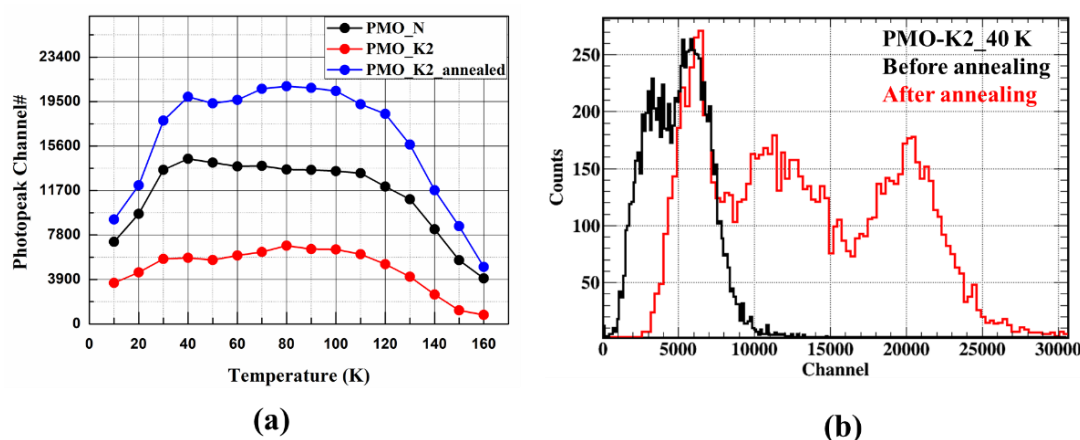 PMO_N
PMO_K2
PMO_K2_annealed
23400
19500
15600
11700
7800
3900
0
Photopeak Channel#
0 20 40 60 80 100 120 140 160
Temperature (K)
(a)
PMO-K2_40 K
Before annealing
After annealing
250
200
150
100
50
Counts
0 5000 10000 15000 20000 25000 30000
Channel
(b)